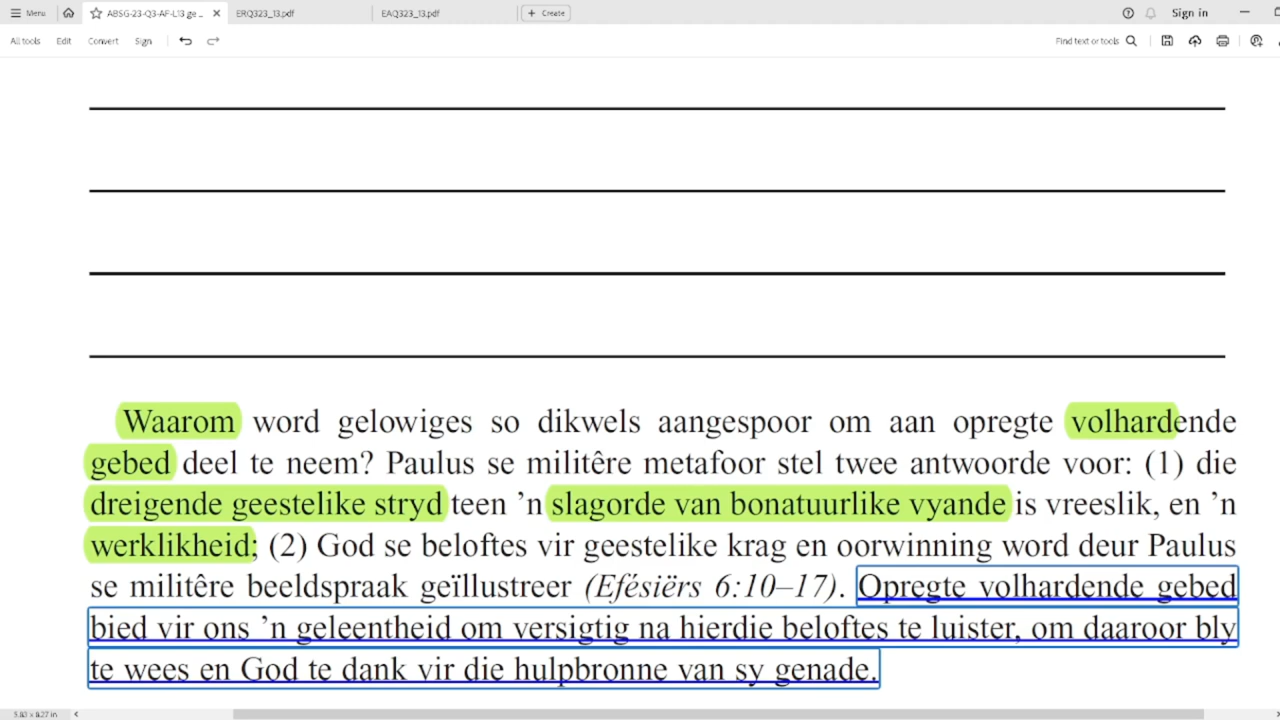 Menu ABSG-23-Q3-AF-L13 ge ... ERQ323_13.pdf EAQ323_13.pdf Create Sign in
All tools Edit Convert Sign Find text or tools
Waarom word gelowiges so dikwels aangespoor om aan opregte volhardende
gebed deel te neem? Paulus se militêre metafoor stel twee antwoorde voor: (1) die
dreigende geestelike stryd teen ’n slagorde van bonatuurlike vyande is vreeslik, en ’n
werklikheid; (2) God se beloftes vir geestelike krag en oorwinning word deur Paulus
se militêre beeldspraak geïllustreer (Efésiërs 6:10–17). Opregte volhardende gebed
bied vir ons ’n geleentheid om versigtig na hierdie beloftes te luister, om daaroor bly
te wees en God te dank vir die hulpbronne van sy genade.
5.83 x 8.27 in